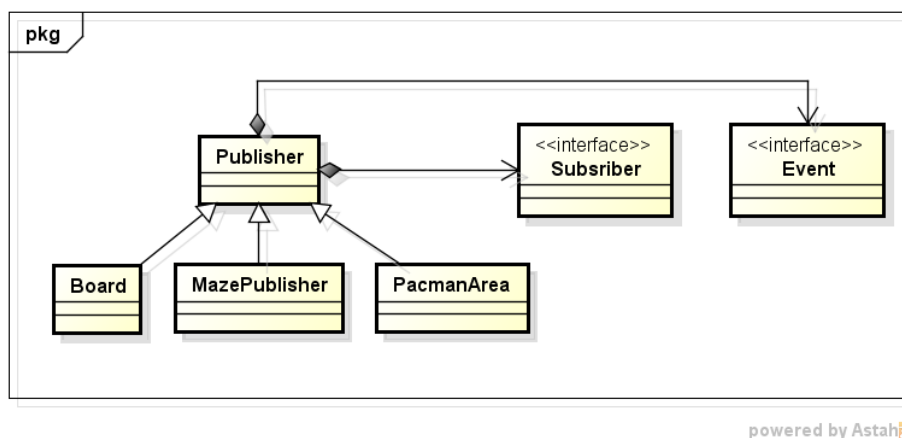 pkg
Publisher
<<interface>>
Subsriber
<<interface>>
Event
Board
MazePublisher
PacmanArea
powered by Astah